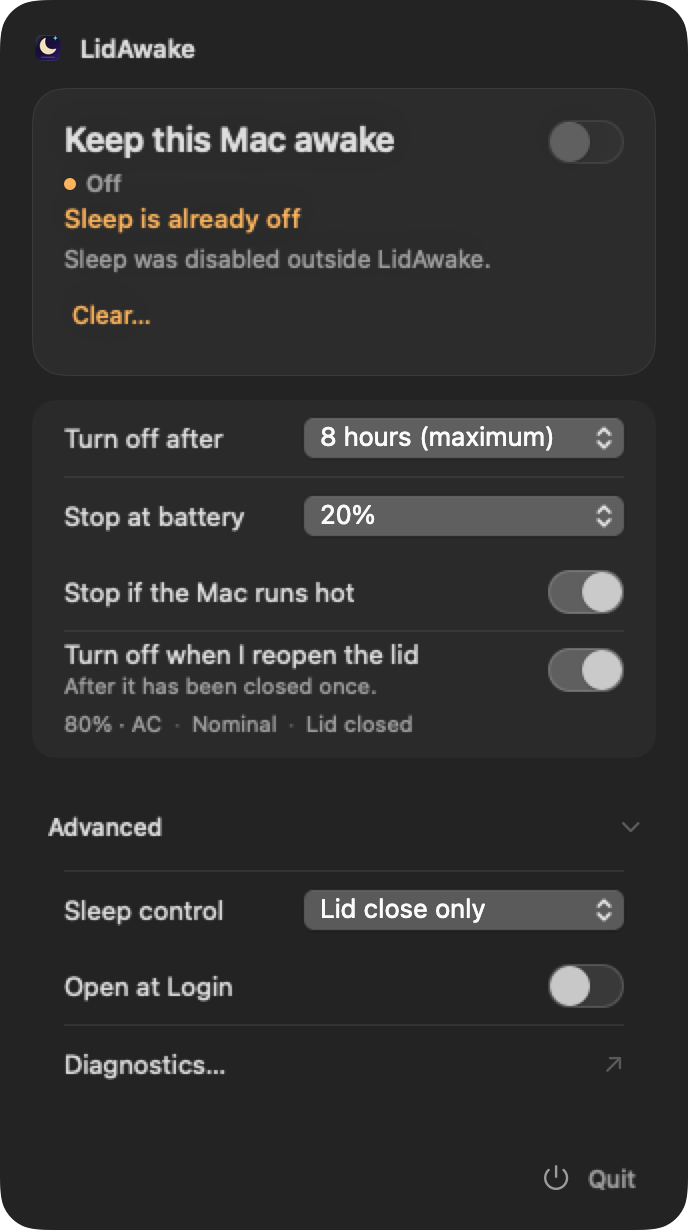 LidAwake
Keep this Mac awake
Off
Sleep is already off
Sleep was disabled outside LidAwake.
Clear...
Turn off after 8 hours (maximum)
Stop at battery 20%
Stop if the Mac runs hot
Turn off when I reopen the lid
After it has been closed once.
80% · AC · Nominal · Lid closed
Advanced
Sleep control Lid close only
Open at Login
Diagnostics...
Quit